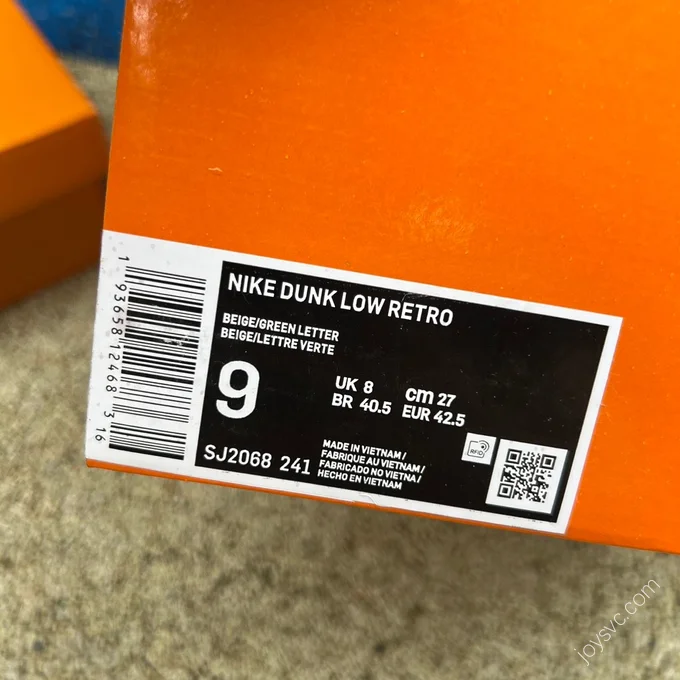 NIKE DUNK LOW RETRO
BEIGE/GREEN LETTER
BEIGE/LETTRE VERTE
9
UK 8 cm 27
BR 40.5 EUR 42.5
SJ2068 241
MADE IN VIETNAM/
FABRIQUE AU VIETNAM/
FABRICADO NO VIETNA/
HECHO EN VIETNAM
RFID
1 93658 12468 3 16
joysvc.com